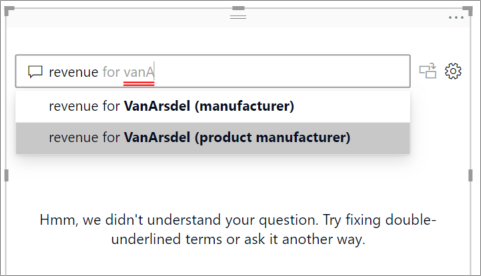 revenue for vanA
revenue for VanArsdel (manufacturer)
revenue for VanArsdel (product manufacturer)
Hmm, we didn't understand your question. Try fixing double-
underlined terms or ask it another way.